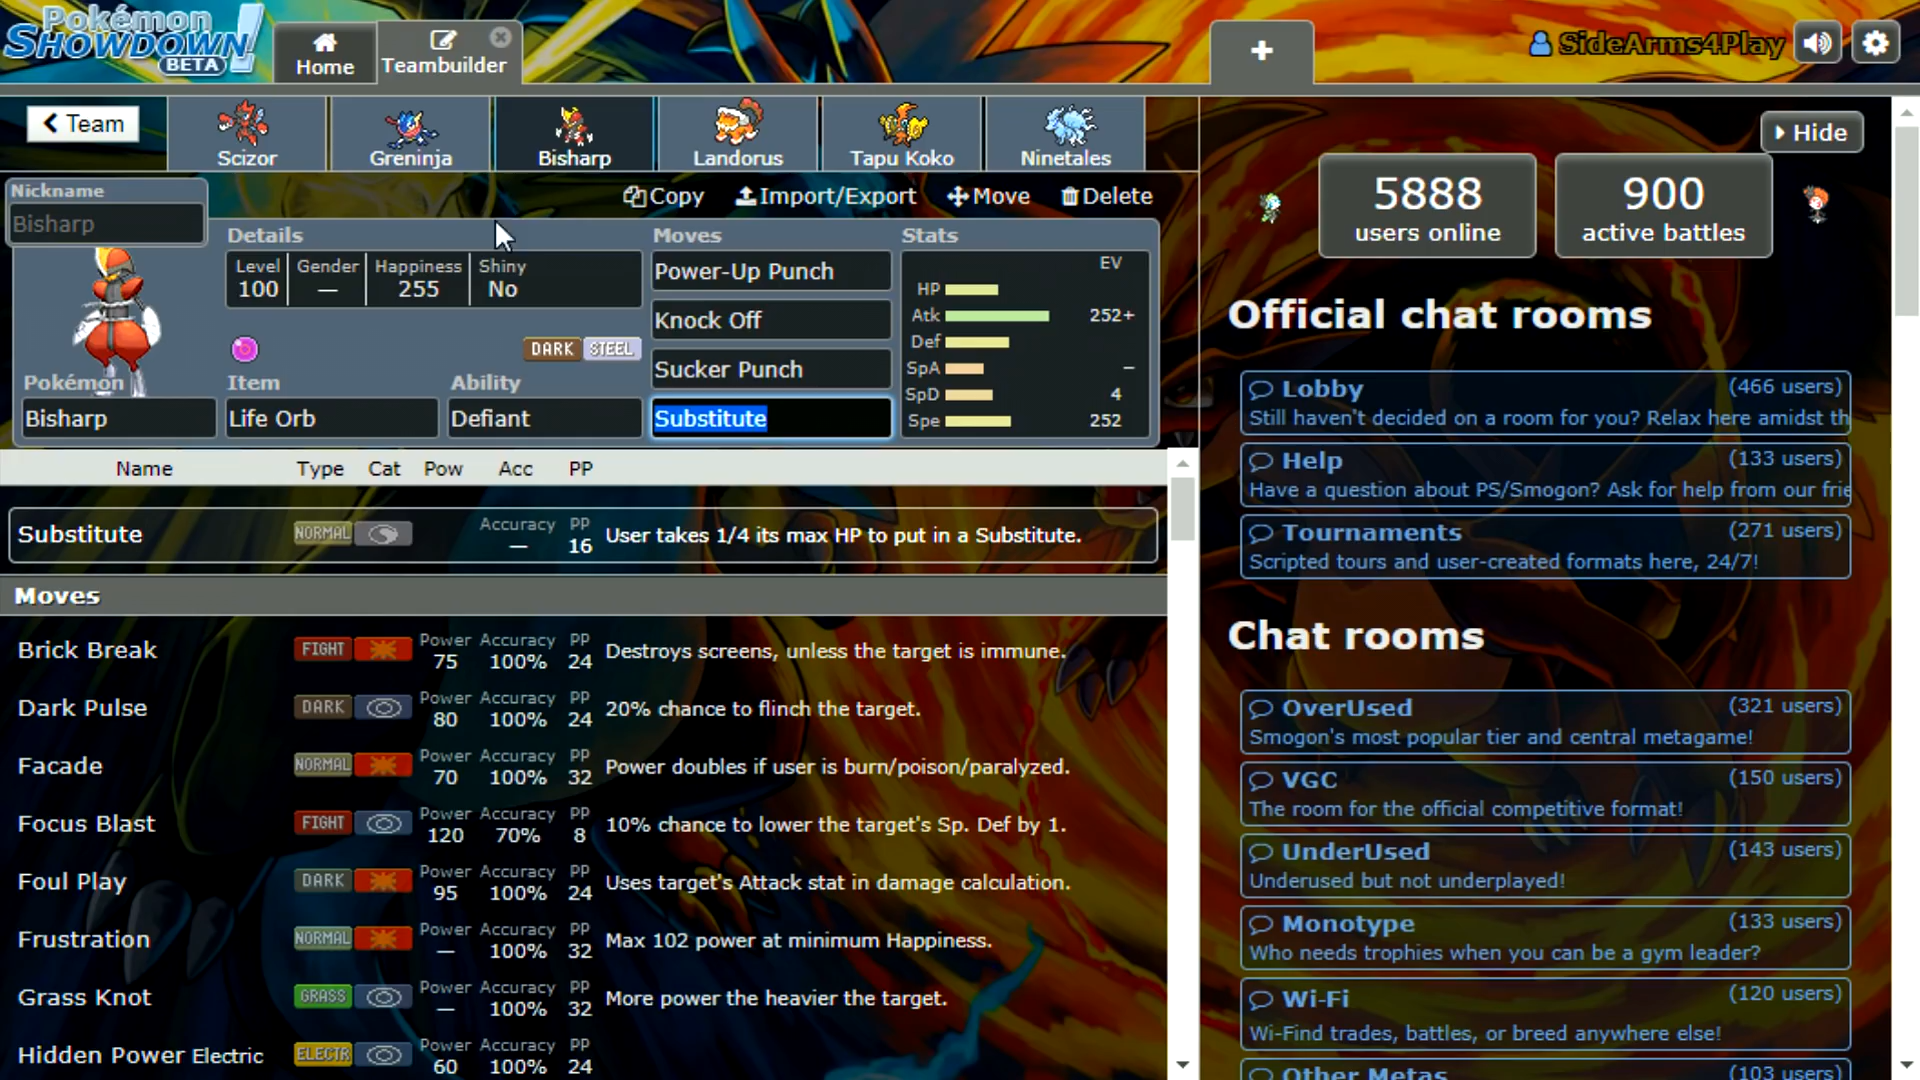 Pokémon
SHOWDOWN!
BETA
Home
Teambuilder
+
SideArms4Play
Team
Scizor
Greninja
Bisharp
Landorus
Tapu Koko
Ninetales
Hide
Nickname
Bisharp
Copy
Import/Export
Move
Delete
Details
Level
100
Gender
—
Happiness
255
Shiny
No
DARK STEEL
Pokémon
Bisharp
Item
Life Orb
Ability
Defiant
Moves
Power-Up Punch
Knock Off
Sucker Punch
Substitute
Stats
EV
HP
Atk 252+
Def
SpA –
SpD 4
Spe 252
Name Type Cat Pow Acc PP
Substitute NORMAL Accuracy — PP 16 User takes 1/4 its max HP to put in a Substitute.
Moves
Brick Break FIGHT Power 75 Accuracy 100% PP 24 Destroys screens, unless the target is immune.
Dark Pulse DARK Power 80 Accuracy 100% PP 24 20% chance to flinch the target.
Facade NORMAL Power 70 Accuracy 100% PP 32 Power doubles if user is burn/poison/paralyzed.
Focus Blast FIGHT Power 120 Accuracy 70% PP 8 10% chance to lower the target's Sp. Def by 1.
Foul Play DARK Power 95 Accuracy 100% PP 24 Uses target's Attack stat in damage calculation.
Frustration NORMAL Power — Accuracy 100% PP 32 Max 102 power at minimum Happiness.
Grass Knot GRASS Power — Accuracy 100% PP 32 More power the heavier the target.
Hidden Power Electric ELECTR Power 60 Accuracy 100% PP 24
5888
users online
900
active battles
Official chat rooms
Lobby (466 users)
Still haven't decided on a room for you? Relax here amidst th
Help (133 users)
Have a question about PS/Smogon? Ask for help from our frie
Tournaments (271 users)
Scripted tours and user-created formats here, 24/7!
Chat rooms
OverUsed (321 users)
Smogon's most popular tier and central metagame!
VGC (150 users)
The room for the official competitive format!
UnderUsed (143 users)
Underused but not underplayed!
Monotype (133 users)
Who needs trophies when you can be a gym leader?
Wi-Fi (120 users)
Wi-Find trades, battles, or breed anywhere else!
Other Metas (103 users)